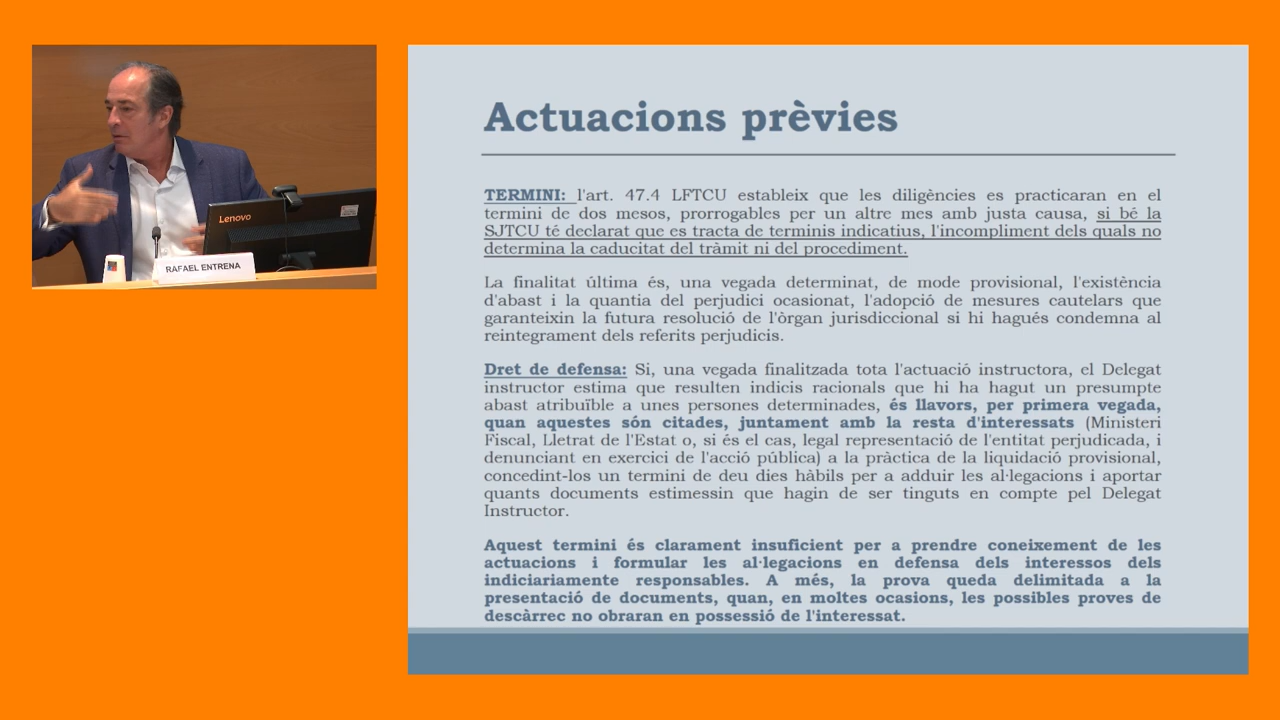 Lenovo
RAFAEL ENTRENA
Actuacions prèvies
TERMINI: l'art. 47.4 LFTCU estableix que les diligències es practicaran en el
termini de dos mesos, prorrogables per un altre mes amb justa causa, si bé la
SJTCU té declarat que es tracta de terminis indicatius, l'incompliment dels quals no
determina la caducitat del tràmit ni del procediment.
La finalitat última és, una vegada determinat, de mode provisional, l'existència
d'abast i la quantia del perjudici ocasionat, l'adopció de mesures cautelars que
garanteixin la futura resolució de l'òrgan jurisdiccional si hi hagués condemna al
reintegrament dels referits perjudicis.
Dret de defensa: Si, una vegada finalitzada tota l'actuació instructora, el Delegat
instructor estima que resulten indicis racionals que hi ha hagut un presumpte
abast atribuïble a unes persones determinades, és llavors, per primera vegada,
quan aquestes són citades, juntament amb la resta d'interessats (Ministeri
Fiscal, Lletrat de l'Estat o, si és el cas, legal representació de l'entitat perjudicada, i
denunciant en exercici de l'acció pública) a la pràctica de la liquidació provisional,
concedint-los un termini de deu dies hàbils per a adduir les al·legacions i aportar
quants documents estimessin que hagin de ser tinguts en compte pel Delegat
Instructor.
Aquest termini és clarament insuficient per a prendre coneixement de les
actuacions i formular les al·legacions en defensa dels interessos dels
indiciariament responsables. A més, la prova queda delimitada a la
presentació de documents, quan, en moltes ocasions, les possibles proves de
descàrrec no obraran en possessió de l'interessat.